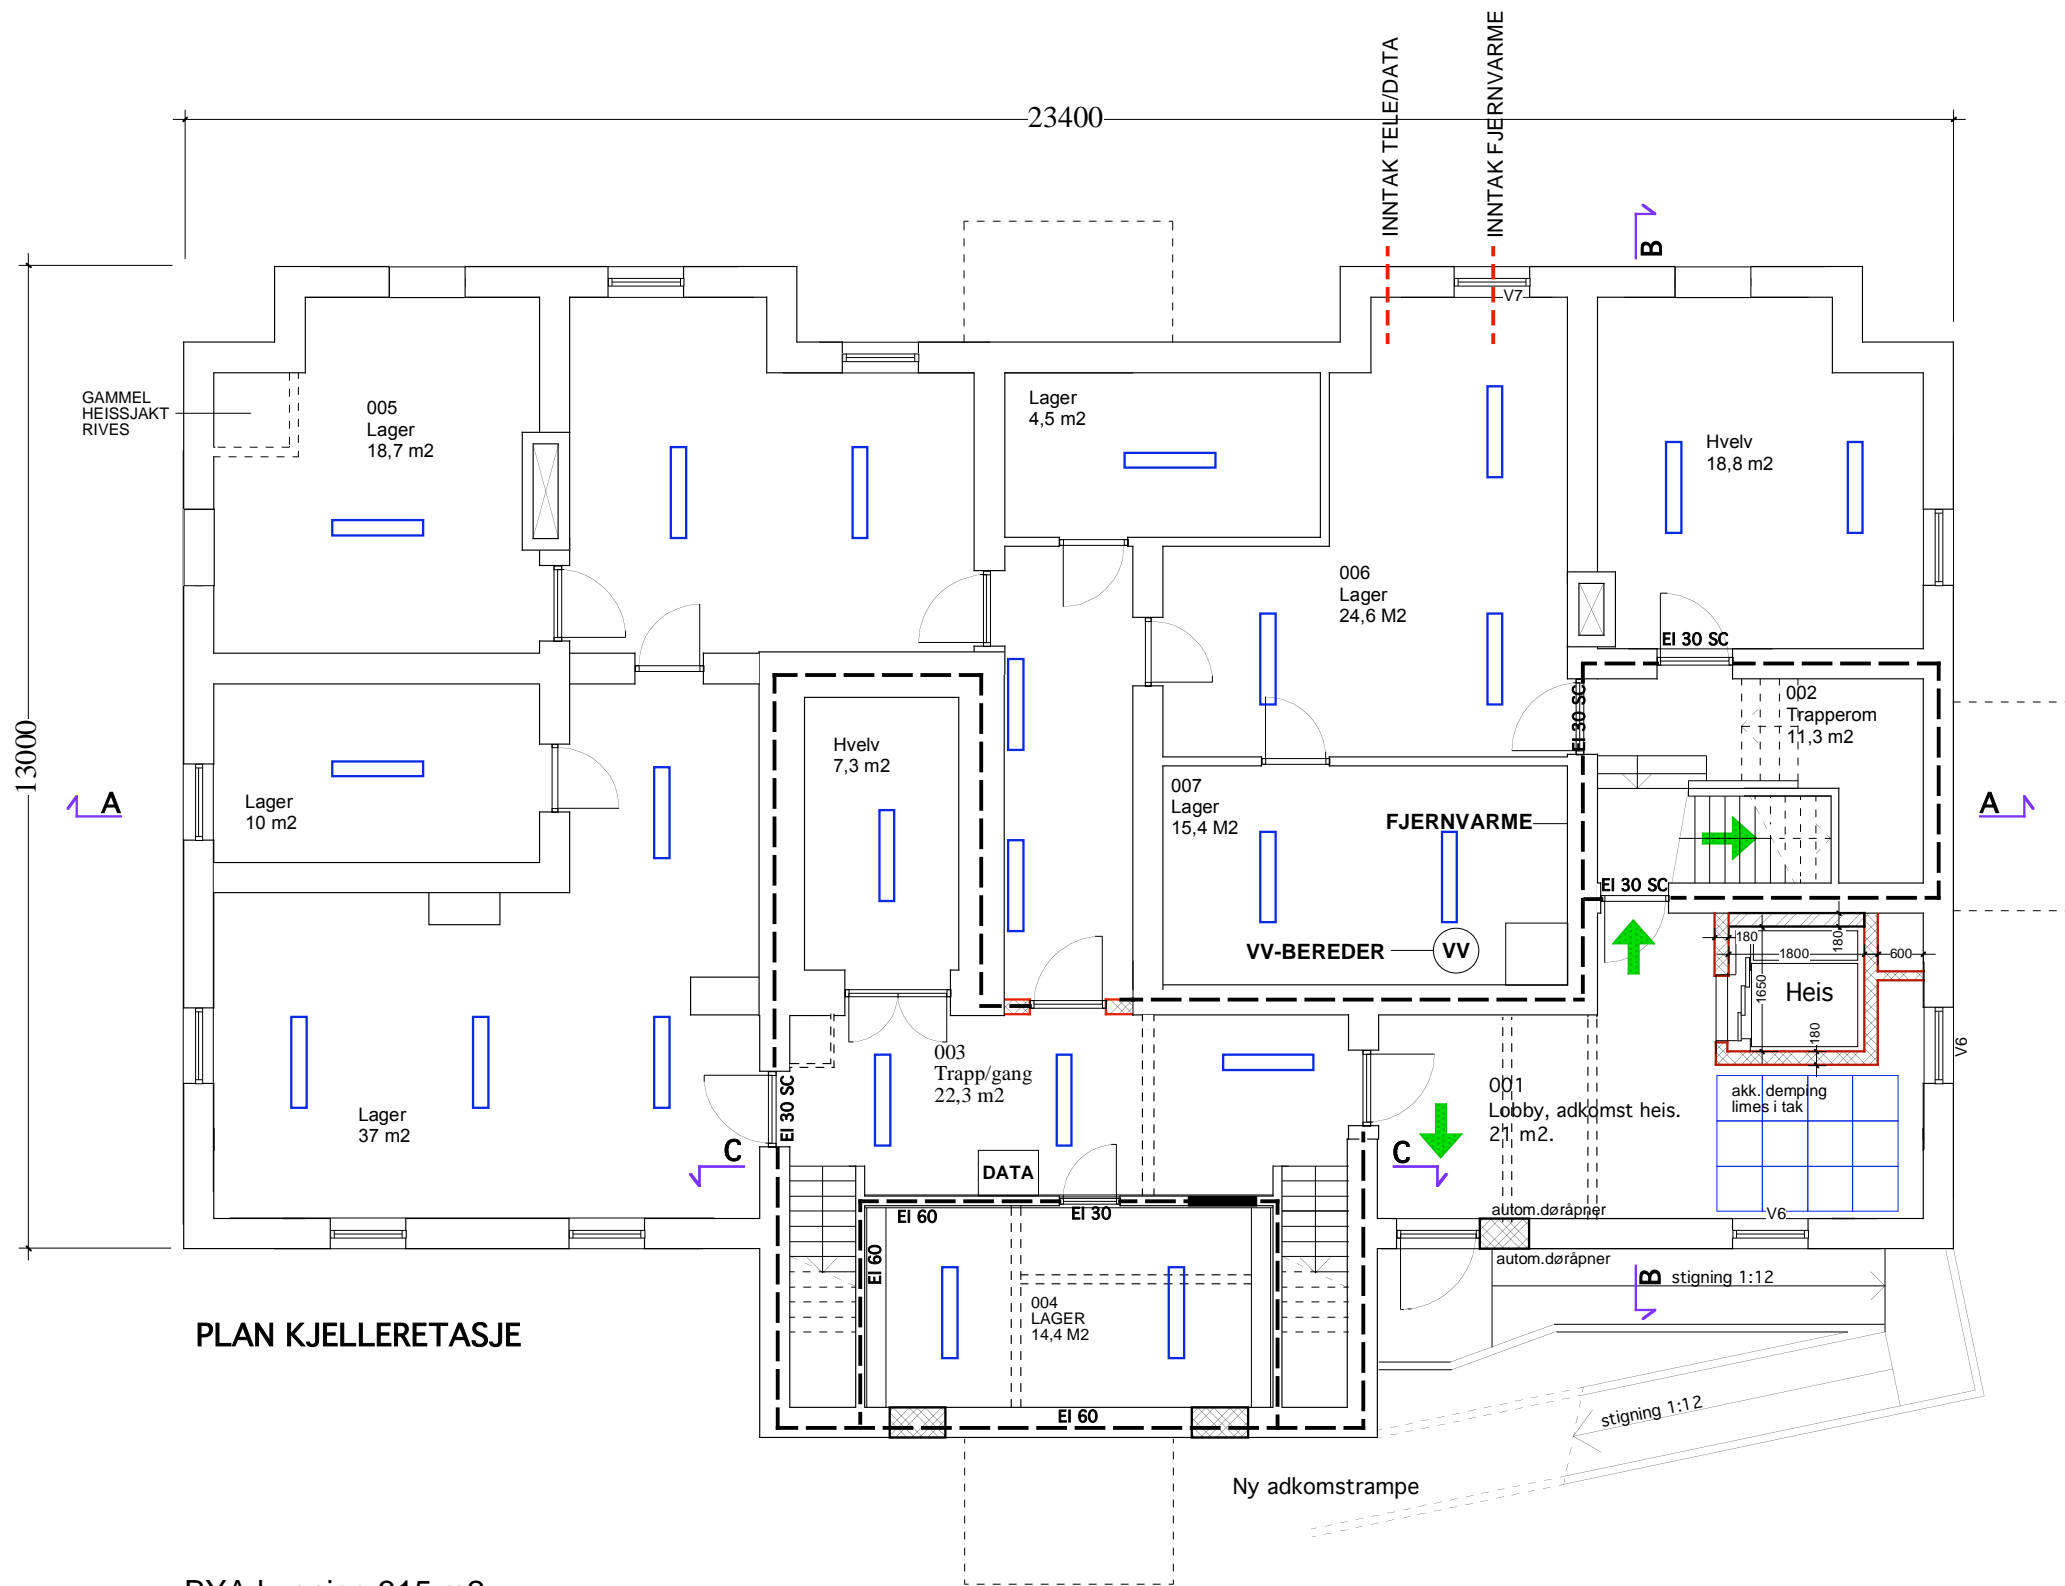 INNTAK TELE/DATA
INNTAK FJERNVARME
23400
B
V7
GAMMEL
HEISSJAKT
RIVES
005
Lager
18,7 m2
Lager
4,5 m2
Hvelv
18,8 m2
006
Lager
24,6 M2
EI 30 SC
EI 30 SC
002
Trapperom
11,3 m2
13000
A
Lager
10 m2
Hvelv
7,3 m2
007
Lager
15,4 M2
FJERNVARME
A
EI 30 SC
VV-BEREDER
VV
180
1800
180
600
1650
Heis
180
V6
003
Trapp/gang
22,3 m2
EI 30 SC
Lager
37 m2
001
Lobby, adkomst heis.
21 m2.
akk. demping
limes i tak
C
C
DATA
EI 60
EI 30
autom.døråpner
V6
EI 60
autom.døråpner
B
stigning 1:12
004
LAGER
14,4 M2
PLAN KJELLERETASJE
EI 60
stigning 1:12
Ny adkomstrampe